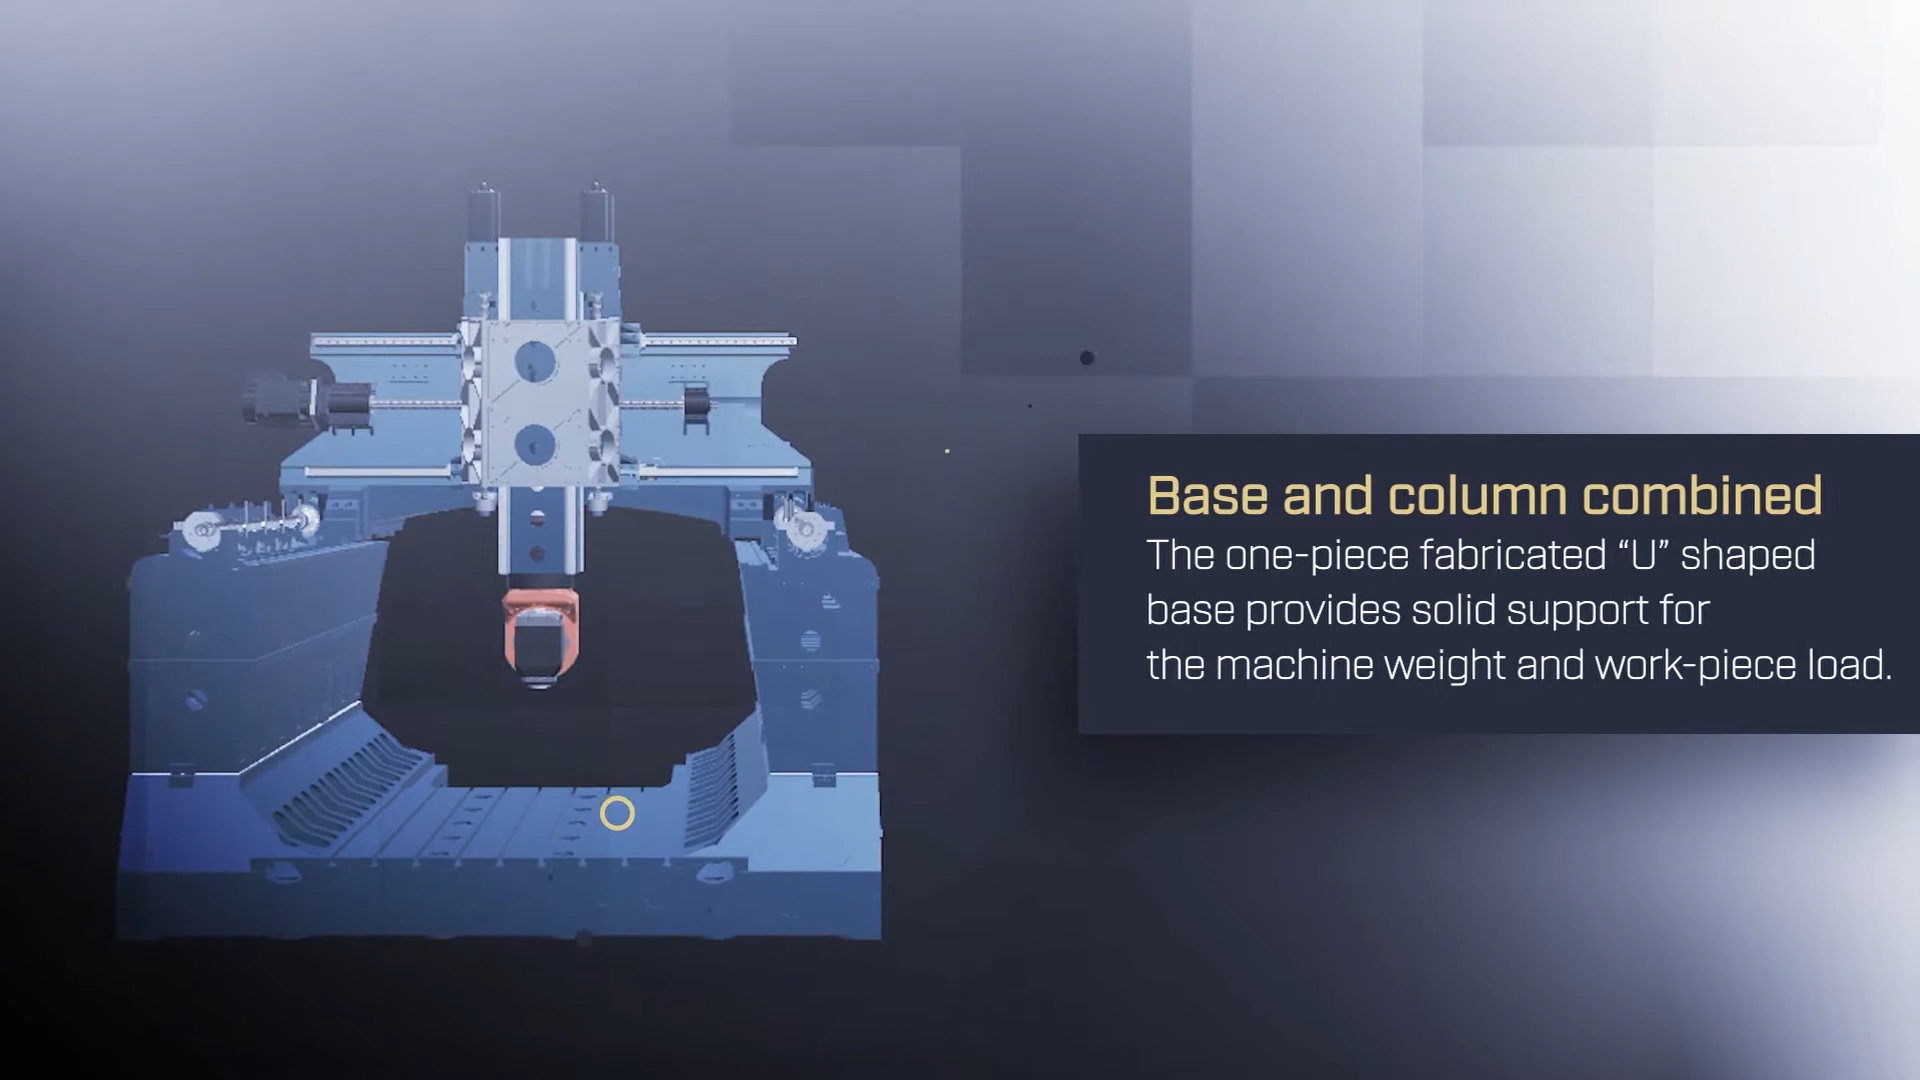 Base and column combined
The one-piece fabricated “U” shaped
base provides solid support for
the machine weight and work-piece load.